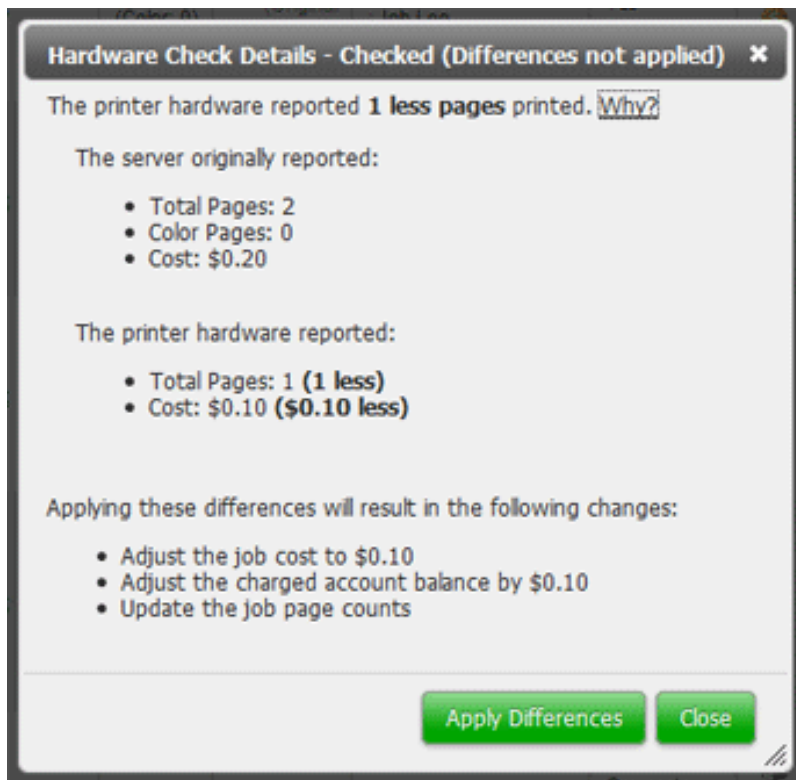 Hardware Check Details - Checked (Differences not applied)
The printer hardware reported 1 less pages printed. Why?
The server originally reported:
• Total Pages: 2
• Color Pages: 0
• Cost: $0.20
The printer hardware reported:
• Total Pages: 1 (1 less)
• Cost: $0.10 ($0.10 less)
Applying these differences will result in the following changes:
• Adjust the job cost to $0.10
• Adjust the charged account balance by $0.10
• Update the job page counts
Apply Differences Close